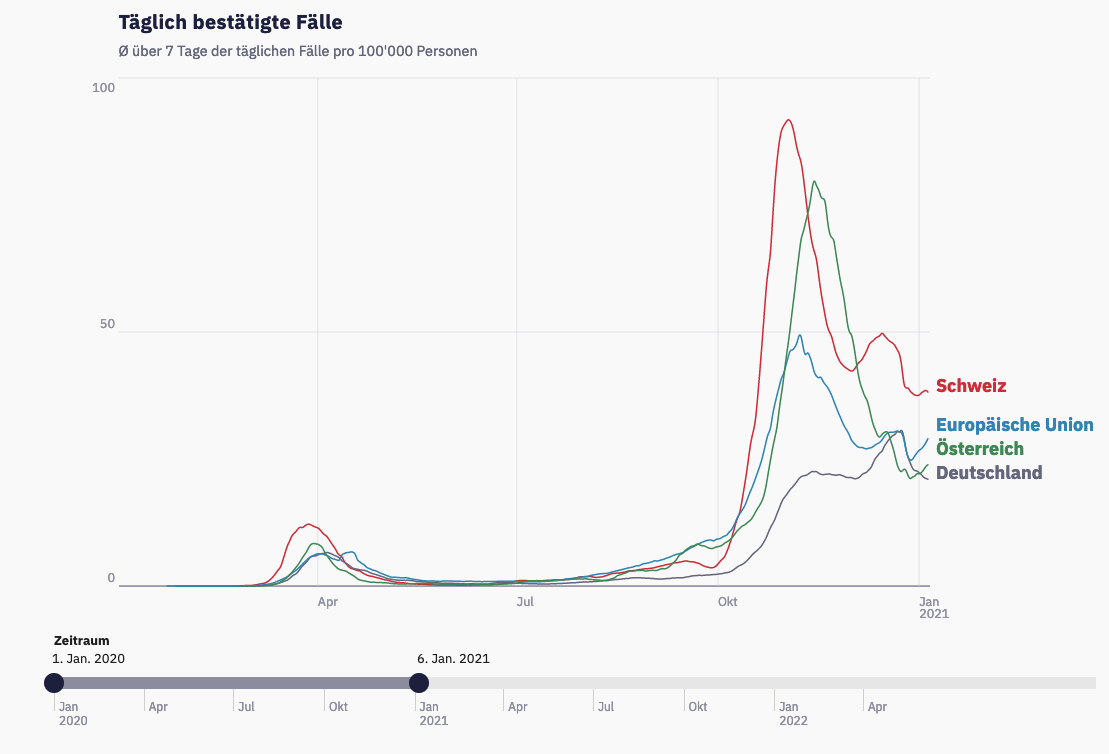 Täglich bestätigte Fälle
Ø über 7 Tage der täglichen Fälle pro 100'000 Personen
100
50
0
Schweiz
Europäische Union
Österreich
Deutschland
Apr
Jul
Okt
Jan
2021
Zeitraum
1. Jan. 2020
6. Jan. 2021
Jan
2020
Apr
Jul
Okt
Jan
2021
Apr
Jul
Okt
Jan
2022
Apr